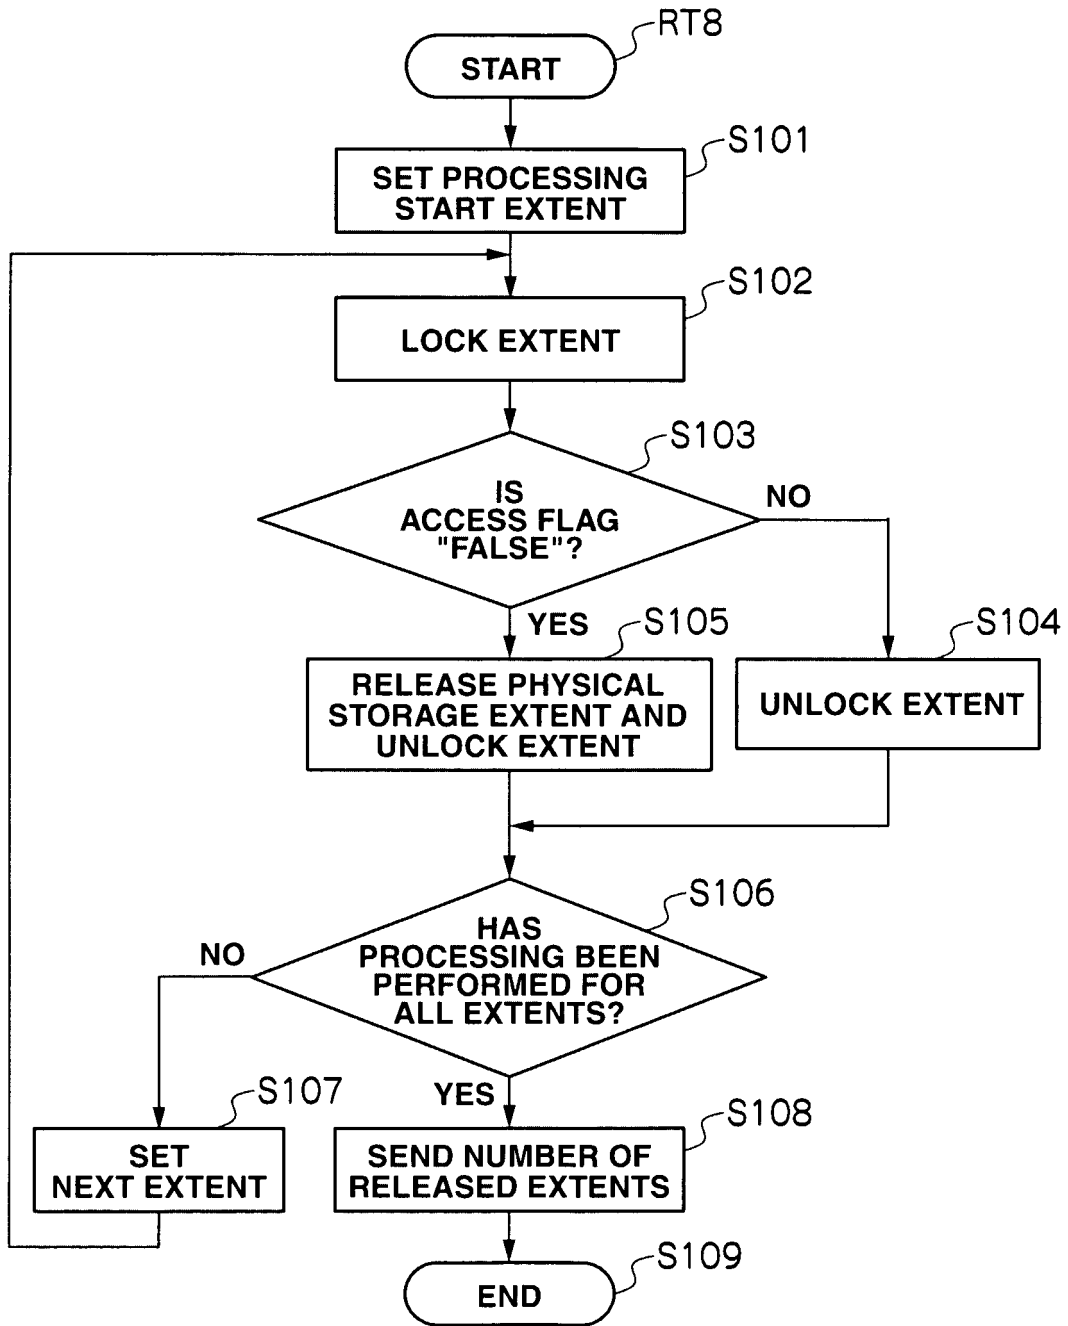 RT8
START
S101
SET PROCESSING
START EXTENT
S102
LOCK EXTENT
S103
IS
ACCESS FLAG
"FALSE"?
NO
YES
S105
S104
RELEASE PHYSICAL
STORAGE EXTENT AND
UNLOCK EXTENT
UNLOCK EXTENT
S106
HAS
PROCESSING BEEN
PERFORMED FOR
ALL EXTENTS?
NO
YES
S107
S108
SET
NEXT EXTENT
SEND NUMBER OF
RELEASED EXTENTS
S109
END